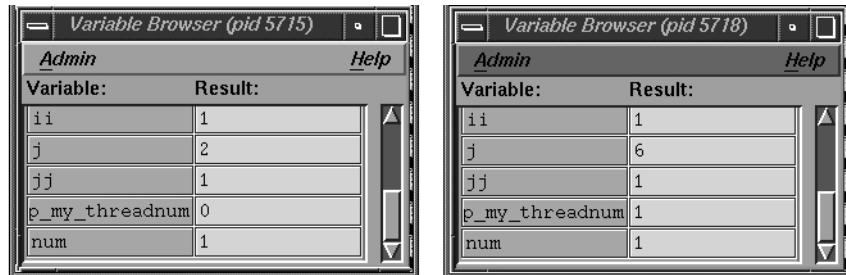 Variable Browser (pid 5715)
Admin Help
Variable: Result:
ii 1
j 2
jj 1
p_my_threadnum 0
num 1
Variable Browser (pid 5718)
Admin Help
Variable: Result:
ii 1
j 6
jj 1
p_my_threadnum 1
num 1